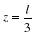 z = l/3